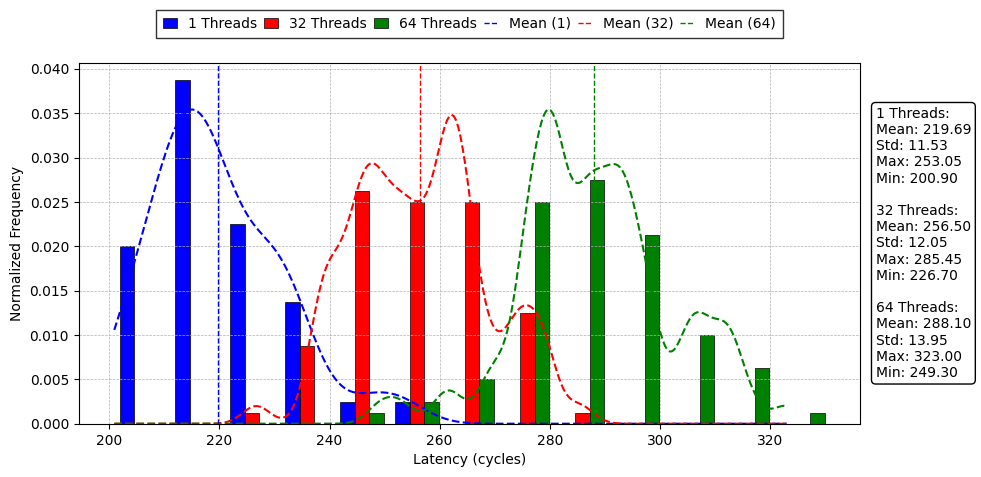 1 Threads 32 Threads 64 Threads Mean (1) Mean (32) Mean (64)
0.040
0.035
0.030
0.025
0.020
0.015
0.010
0.005
0.000
Normalized Frequency
200 220 240 260 280 300 320
Latency (cycles)
1 Threads:
Mean: 219.69
Std: 11.53
Max: 253.05
Min: 200.90
32 Threads:
Mean: 256.50
Std: 12.05
Max: 285.45
Min: 226.70
64 Threads:
Mean: 288.10
Std: 13.95
Max: 323.00
Min: 249.30